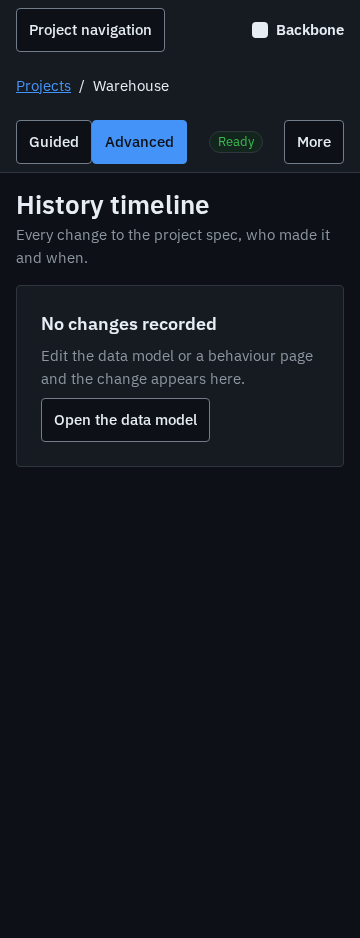 Project navigation
Backbone
Projects / Warehouse
Guided
Advanced
Ready
More
History timeline
Every change to the project spec, who made it
and when.
No changes recorded
Edit the data model or a behaviour page
and the change appears here.
Open the data model